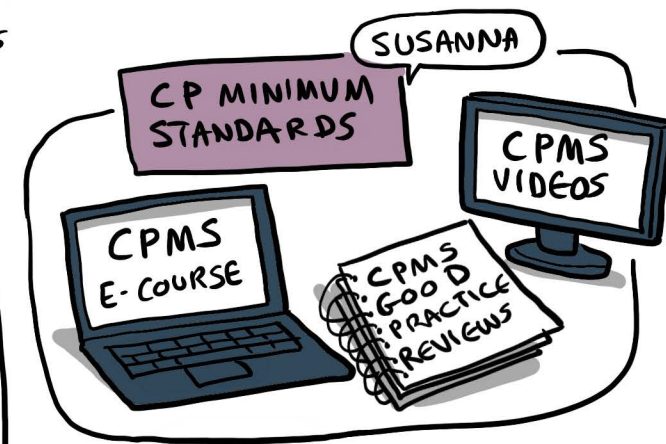 SUSANNA
CP MINIMUM
STANDARDS
CPMS
VIDEOS
CPMS
E-COURSE
CPMS
GOOD
PRACTICE
REVIEWS